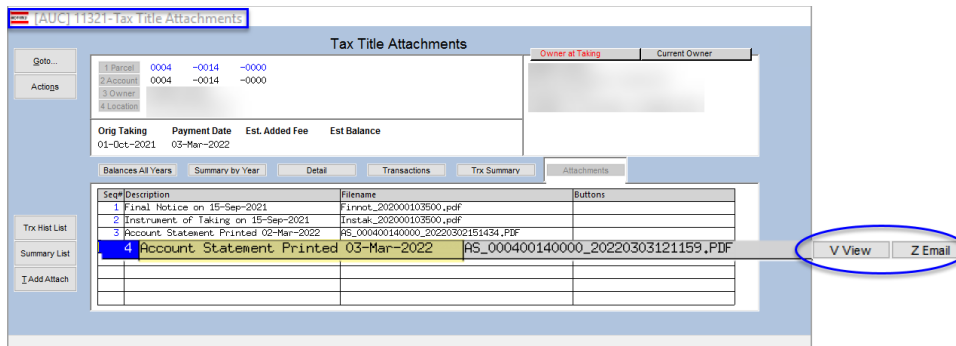 [AUC] 11321-Tax Title Attachments
Tax Title Attachments
Goto...
Actions
1 Parcel 0004 -0014 -0000
2 Account 0004 -0014 -0000
3 Owner
4 Location
Owner at Taking Current Owner
Orig Taking Payment Date Est. Added Fee Est Balance
01-Oct-2021 03-Mar-2022
Balances All Years Summary by Year Detail Transactions Trx Summary Attachments
Seq# Description Filename Buttons
1 Final Notice on 15-Sep-2021 Finnot_202000103500.pdf
2 Instrument of Taking on 15-Sep-2021 Instak_202000103500.pdf
3 Account Statement Printed 02-Mar-2022 AS_000400140000_20220302151434.PDF
4 Account Statement Printed 03-Mar-2022 AS_000400140000_20220303121159.PDF V View Z Email
Trx Hist List
Summary List
T Add Attach